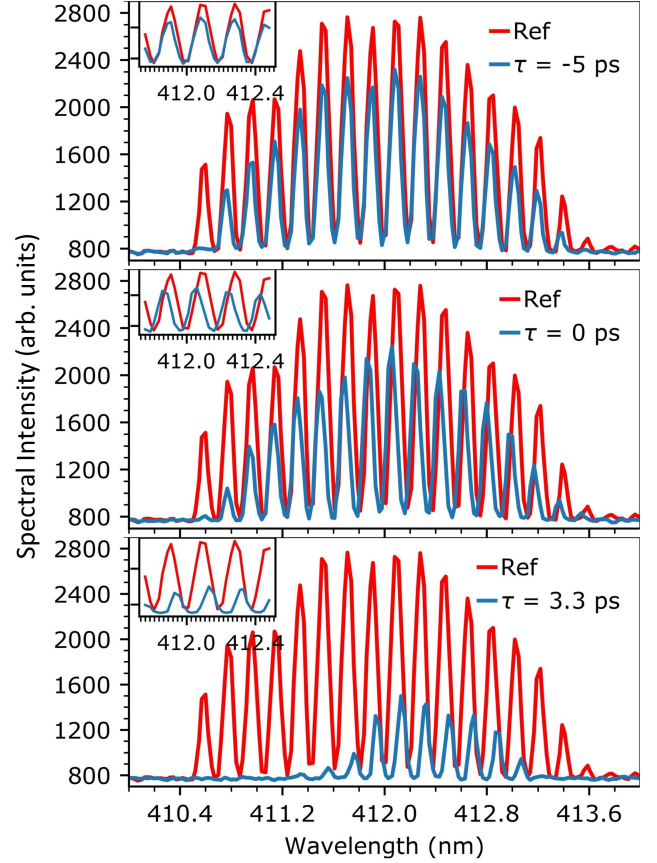 2800
2400
2000
1600
1200
800
412.0 412.4
Ref
τ = -5 ps
2800
2400
2000
1600
1200
800
412.0 412.4
Ref
τ = 0 ps
2800
2400
2000
1600
1200
800
412.0 412.4
Ref
τ = 3.3 ps
Spectral Intensity (arb. units)
410.4 411.2 412.0 412.8 413.6
Wavelength (nm)